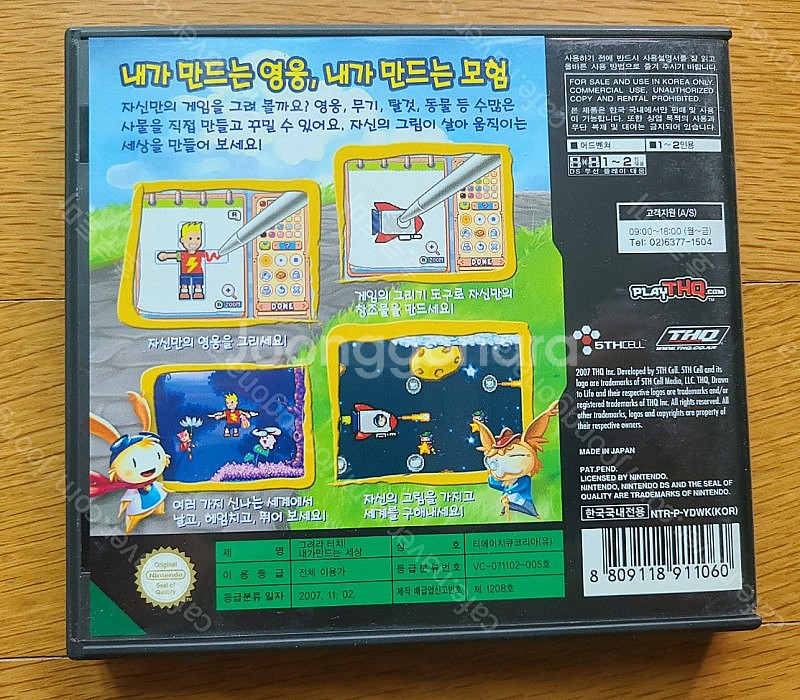 내가 만드는 영웅, 내가 만드는 모험
자신만의 게임을 그려 볼까요? 영웅, 무기, 탈것, 동물 등 수많은
사물을 직접 만들고 꾸밀 수 있어요. 자신의 그림이 살아 움직이는
세상을 만들어 보세요!
사용하기 전에 반드시 사용설명서를 잘 읽고,
올바른 사용 방법으로 즐겨 주시기 바랍니다.
FOR SALE AND USE IN KOREA ONLY.
COMMERCIAL USE, UNAUTHORIZED
COPY AND RENTAL PROHIBITED.
본 제품은 한국 국내에서만 판매 및 사용
이 가능합니다. 또한 상업 목적의 사용과
무단 복제 및 대여는 금지되어 있습니다.
■ 어드벤쳐
■ 1~2인용
1~2
DS 무선 플레이 대응
고객지원 (A/S)
09:00~18:00 (월~금)
Tel: 02)6377-1504
R
ZOOM
DONE
ZOOM
DONE
자신만의 영웅을 그리세요!
게임의 그리기 도구로 자신만의
창조물을 만드세요!
PLAYTHQ.COM
5TH CELL
THQ
WWW.THQ.CO.KR
2007 THQ Inc. Developed by 5TH Cell. 5TH Cell and its
logo are trademarks of 5TH Cell Media, LLC. THQ, Drawn
to Life and their respective logos are trademarks and/or
registered trademarks of THQ Inc. All rights reserved. All
other trademarks, logos and copyrights are property of
their respective owners.
MADE IN JAPAN
PAT.PEND.
LICENSED BY NINTENDO.
NINTENDO, NINTENDO DS AND THE SEAL OF
QUALITY ARE TRADEMARKS OF NINTENDO.
한국국내전용 NTR-P-YDWK(KOR)
8 809118 911060
여러 가지 신나는 세계에서
날고, 헤엄치고, 뛰어 보세요!
자신의 그림을 가지고
세계를 구해내세요!
Original
Nintendo
Seal of
Quality
제 명 그려라 터치! 내가만드는 세상 상 호 티에이치큐코리아(유)
이 용 등 급 전체 이용가 등급분류번호 VC-071102-005호
등급분류 일자 2007. 11. 02. 제작·배급업신고번호 제 1208호
joonggonara